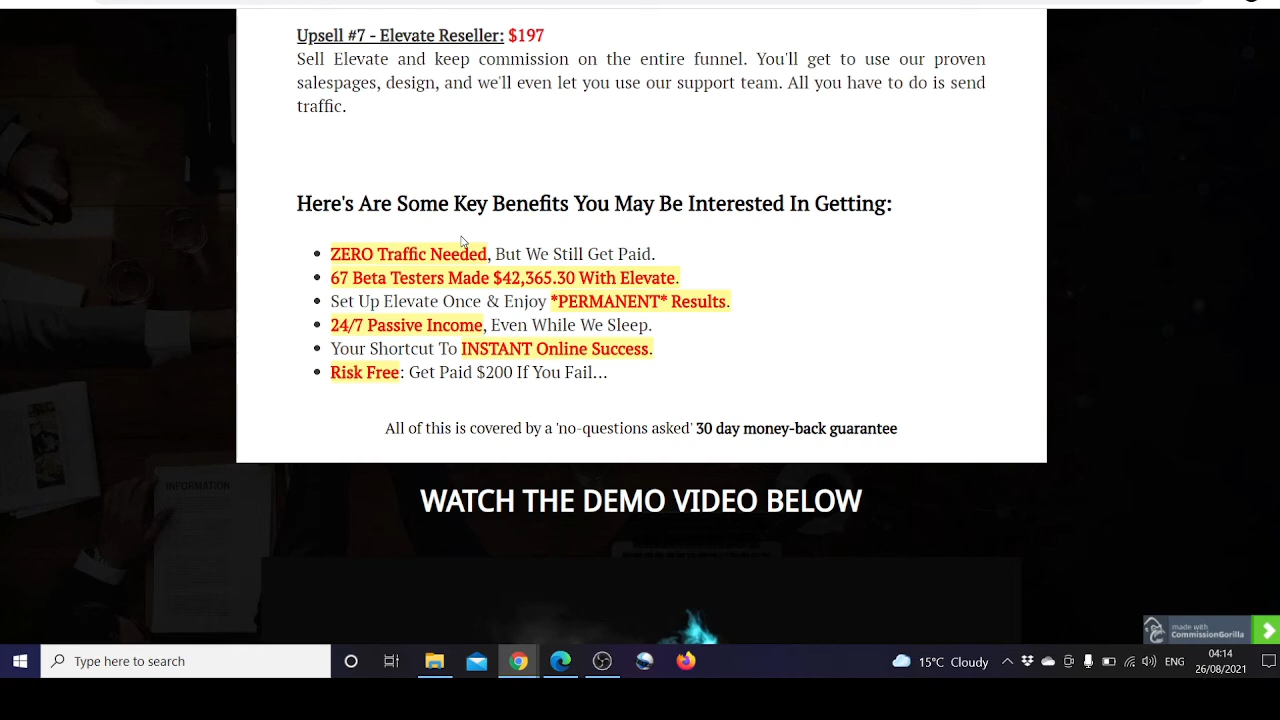 Upsell #7 - Elevate Reseller: $197
Sell Elevate and keep commission on the entire funnel. You'll get to use our proven
salespages, design, and we'll even let you use our support team. All you have to do is send
traffic.
Here's Are Some Key Benefits You May Be Interested In Getting:
ZERO Traffic Needed, But We Still Get Paid.
67 Beta Testers Made $42,365.30 With Elevate.
Set Up Elevate Once & Enjoy *PERMANENT* Results.
24/7 Passive Income, Even While We Sleep.
Your Shortcut To INSTANT Online Success.
Risk Free: Get Paid $200 If You Fail...
All of this is covered by a 'no-questions asked' 30 day money-back guarantee
INFORMATION
WATCH THE DEMO VIDEO BELOW
made with
CommissionGorilla
Type here to search
15°C Cloudy
ENG
04:14
26/08/2021